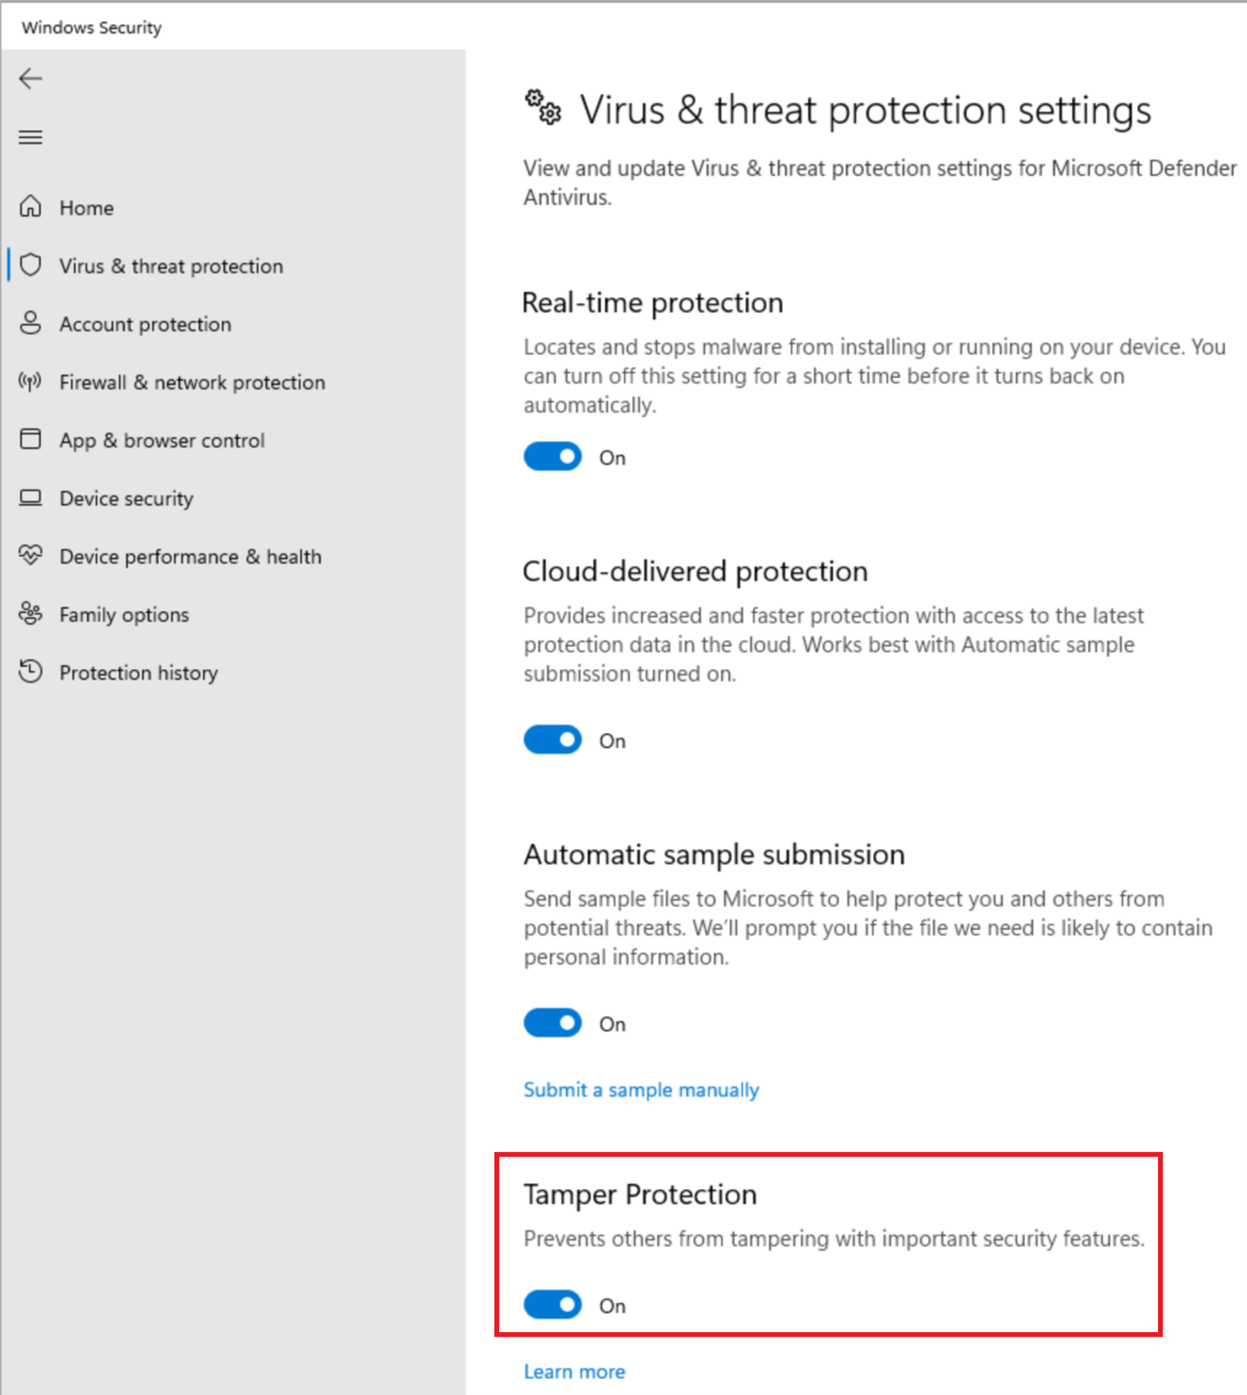 Windows Security
Home
Virus & threat protection
Account protection
Firewall & network protection
App & browser control
Device security
Device performance & health
Family options
Protection history
Virus & threat protection settings
View and update Virus & threat protection settings for Microsoft Defender
Antivirus.
Real-time protection
Locates and stops malware from installing or running on your device. You
can turn off this setting for a short time before it turns back on
automatically.
On
Cloud-delivered protection
Provides increased and faster protection with access to the latest
protection data in the cloud. Works best with Automatic sample
submission turned on.
On
Automatic sample submission
Send sample files to Microsoft to help protect you and others from
potential threats. We’ll prompt you if the file we need is likely to contain
personal information.
On
Submit a sample manually
Tamper Protection
Prevents others from tampering with important security features.
On
Learn more